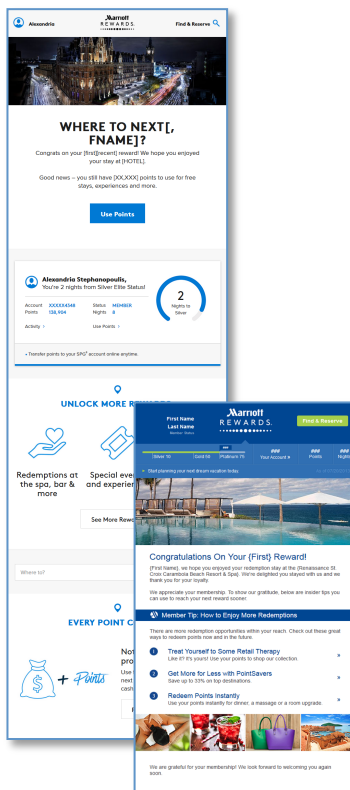 Alexandria
Marriott
REWARDS.
Find & Reserve
WHERE TO NEXT[,
FNAME]?
Congrats on your [first][recent] reward! We hope you enjoyed
your stay at [HOTEL].
Good news – you still have [XX,XXX] points to use for free
stays, experiences and more.
Use Points
Alexandria Stephanopoulis,
You're 2 nights from Silver Elite Status!
Account XXXXX4548
Points 138,904
Status MEMBER
Nights 8
2
Nights to
Silver
Activity >
Use Points >
Transfer points to your SPG® account online anytime.
UNLOCK MORE
Redemptions at
the spa, bar &
more
Special
and
See More
Where to?
EVERY POINT
+ Points
Use
next
cash
First Name
Last Name
Member Status
Marriott
REWARDS.
Find & Reserve
###
Silver 10
Gold 50
Platinum 75
###
Your Account »
###
Points
###
Start planning your next dream vacation today.
Congratulations On Your {First} Reward!
{First Name}, we hope you enjoyed your redemption stay at the {Renaissance St
Croix Carambola Beach Resort & Spa}. We're delighted you stayed with us and we
thank you for your loyalty.
We appreciate your membership. To show our gratitude, below are insider tips you
can use to reach your next reward sooner.
Member Tip: How to Enjoy More Redemptions
There are more redemption opportunities within your reach. Check out these great
ways to redeem points now and in the future.
1 Treat Yourself to Some Retail Therapy »
Like it? It's yours! Use your points to shop our collection.
2 Get More for Less with PointSavers »
Save up to 33% on top destinations.
3 Redeem Points Instantly »
Use your points instantly for dinner, a massage or a room upgrade.
We are grateful for your membership! We look forward to welcoming you again
soon.